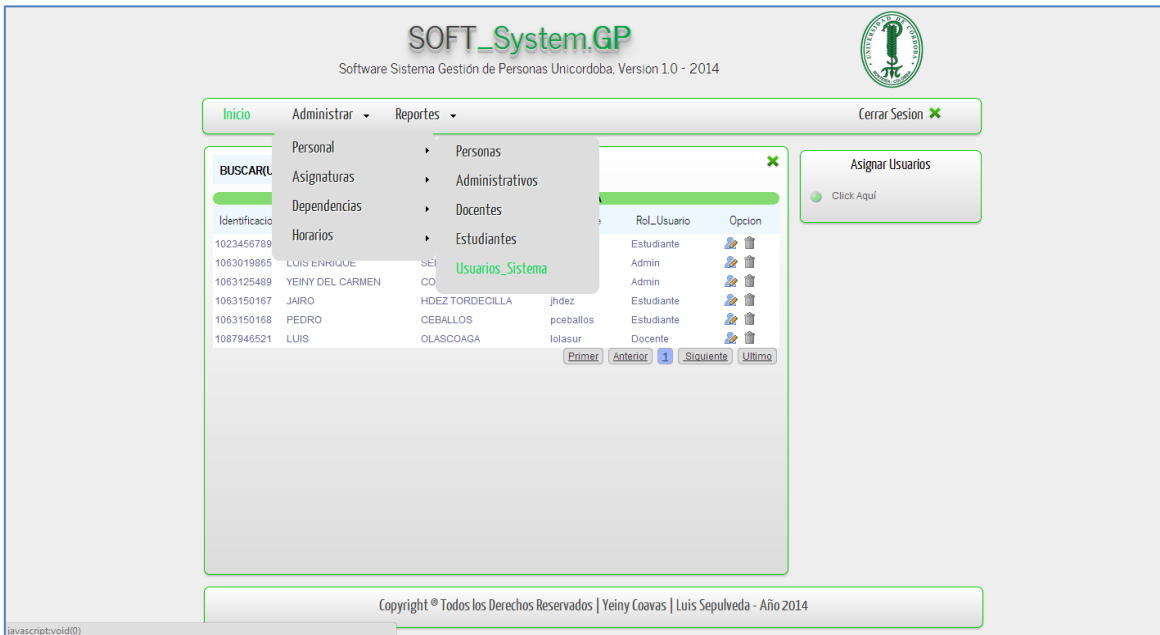 SOFT_System.GP
Software Sistema Gestión de Personas Unicordoba, Version 1.0 - 2014
UNIVERSIDAD DE CORDOBA
Inicio Administrar Reportes Cerrar Sesion
Personal
Asignaturas
Dependencias
Horarios
Personas
Administrativos
Docentes
Estudiantes
Usuarios_Sistema
BUSCAR(U
Asignar Usuarios
Click Aquí
Identificacio Rol_Usuario Opcion
1023456789 Estudiante
1063019865 LUIS ENRIQUE SE Admin
1063125489 YEINY DEL CARMEN CO Admin
1063150167 JAIRO HDEZ TORDECILLA jhdez Estudiante
1063150168 PEDRO CEBALLOS pceballos Estudiante
1087946521 LUIS OLASCOAGA lolasur Docente
Primer Anterior 1 Siguiente Ultimo
Copyright ® Todos los Derechos Reservados | Yeiny Coavas | Luis Sepulveda - Año 2014
javascript:void(0)